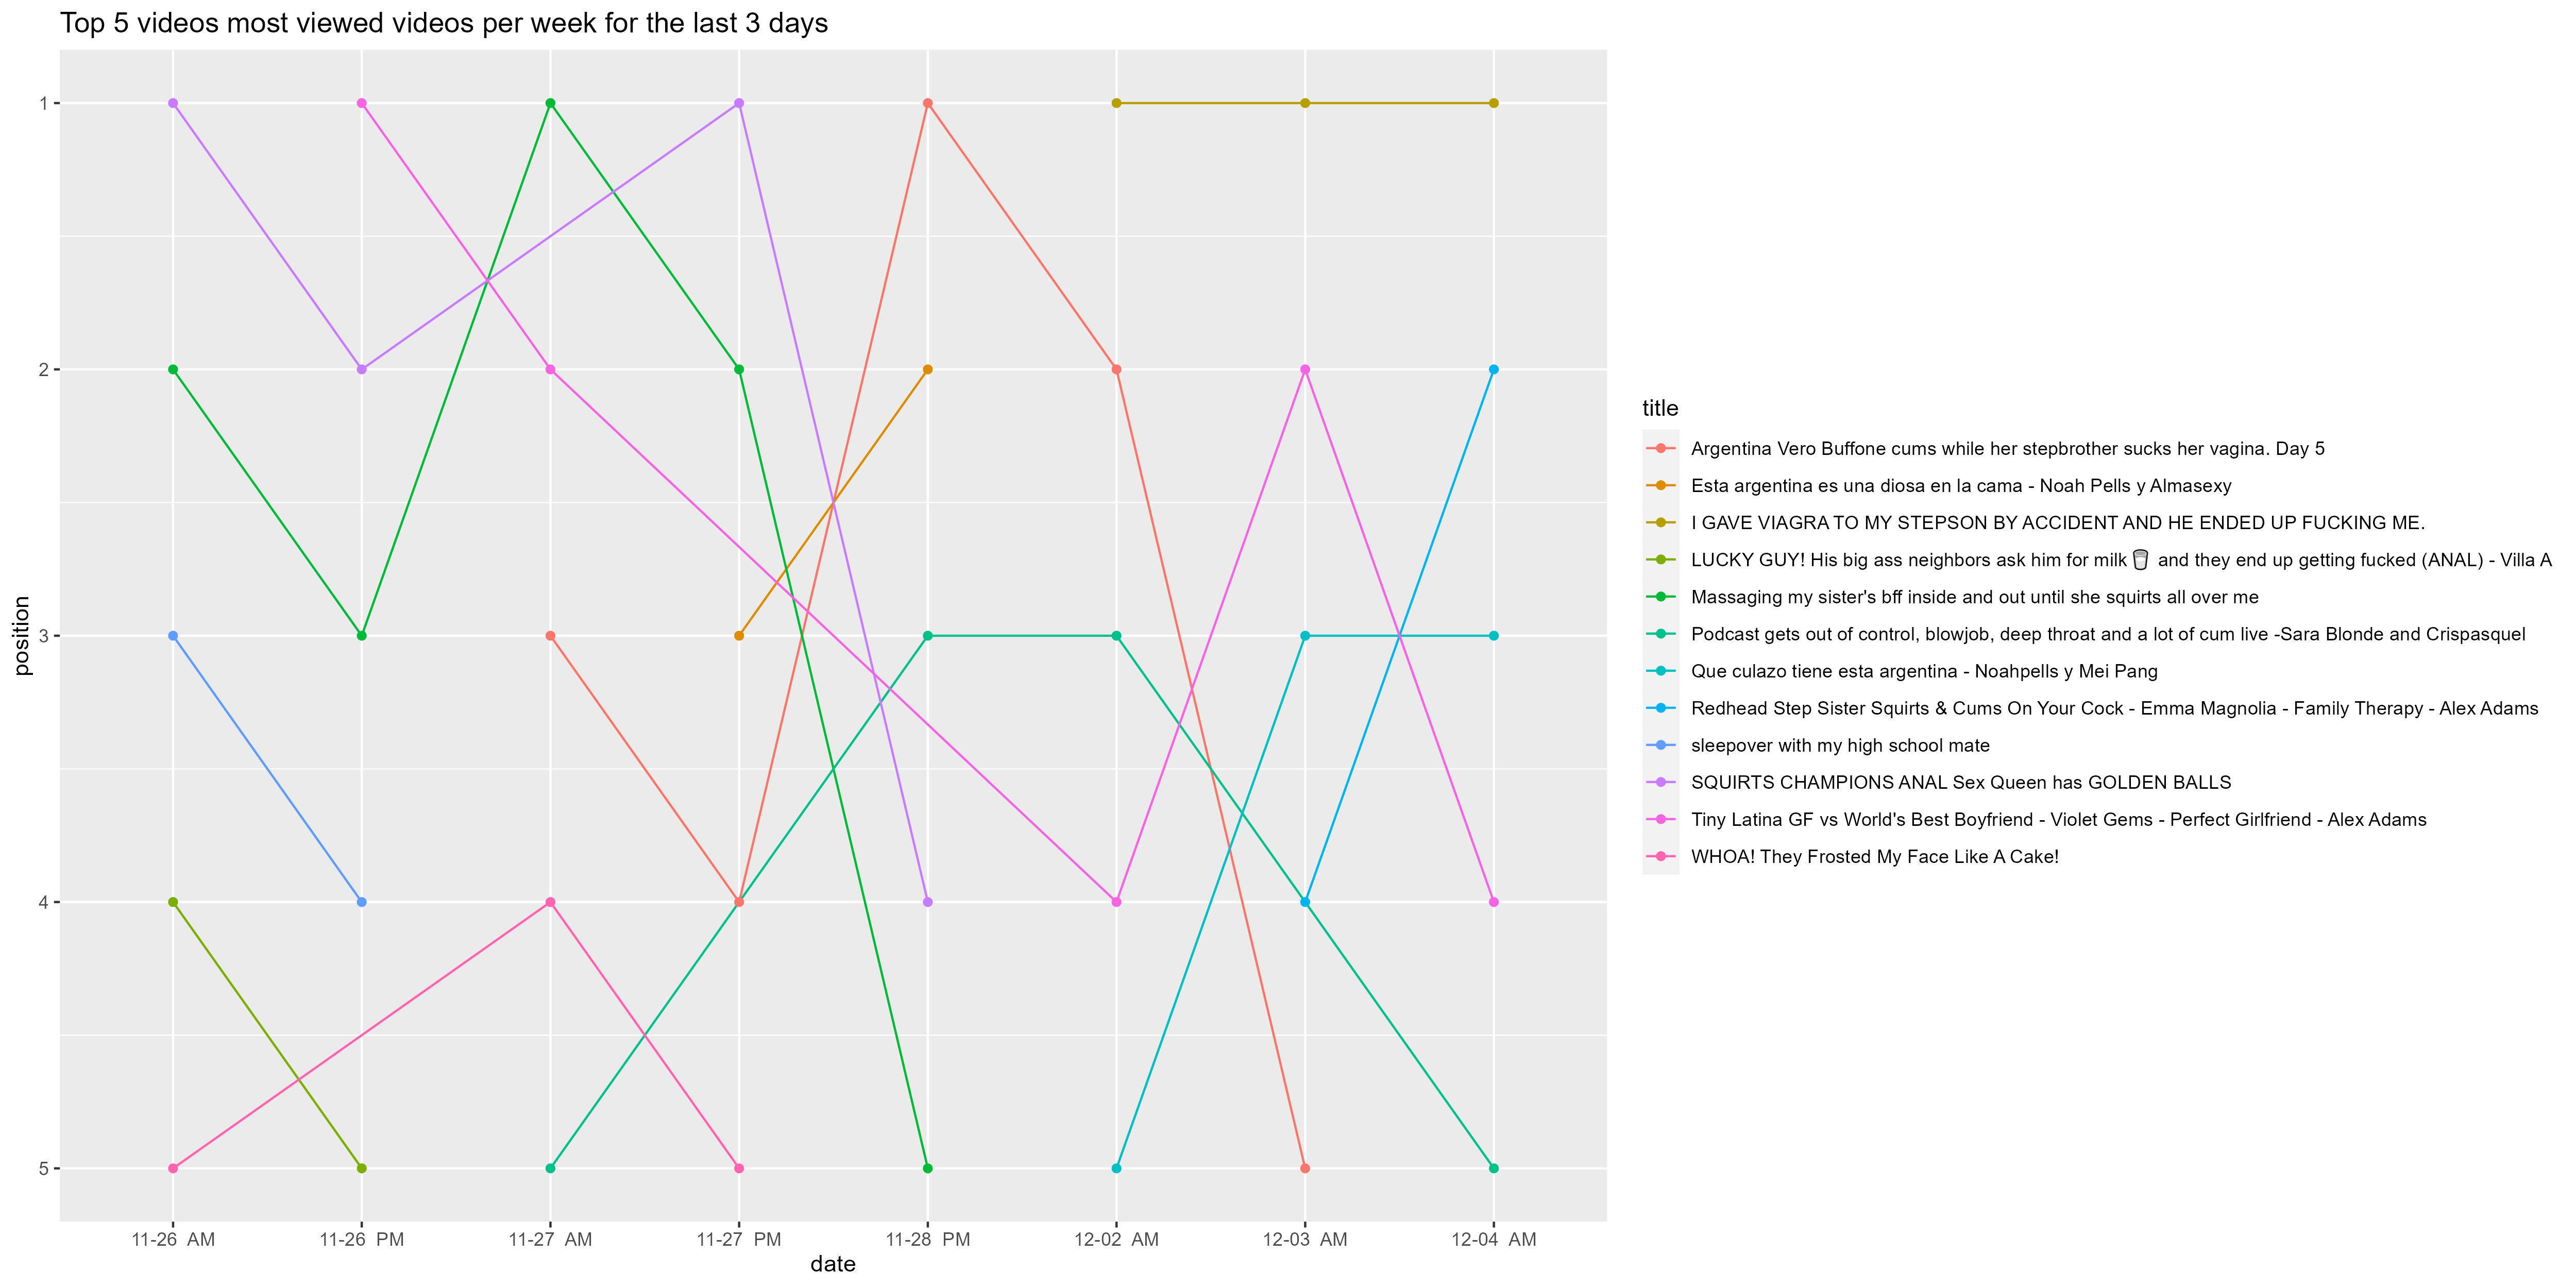 Top 5 videos most viewed videos per week for the last 3 days
1
2
3
4
5
position
11-26 AM
11-26 PM
11-27 AM
11-27 PM
11-28 PM
12-02 AM
12-03 AM
12-04 AM
date
title
Argentina Vero Buffone cums while her stepbrother sucks her vagina. Day 5
Esta argentina es una diosa en la cama - Noah Pells y Almasexy
I GAVE VIAGRA TO MY STEPSON BY ACCIDENT AND HE ENDED UP FUCKING ME.
LUCKY GUY! His big ass neighbors ask him for milk 🥛 and they end up getting fucked (ANAL) - Villa A
Massaging my sister's bff inside and out until she squirts all over me
Podcast gets out of control, blowjob, deep throat and a lot of cum live -Sara Blonde and Crispasquel
Que culazo tiene esta argentina - Noahpells y Mei Pang
Redhead Step Sister Squirts & Cums On Your Cock - Emma Magnolia - Family Therapy - Alex Adams
sleepover with my high school mate
SQUIRTS CHAMPIONS ANAL Sex Queen has GOLDEN BALLS
Tiny Latina GF vs World's Best Boyfriend - Violet Gems - Perfect Girlfriend - Alex Adams
WHOA! They Frosted My Face Like A Cake!